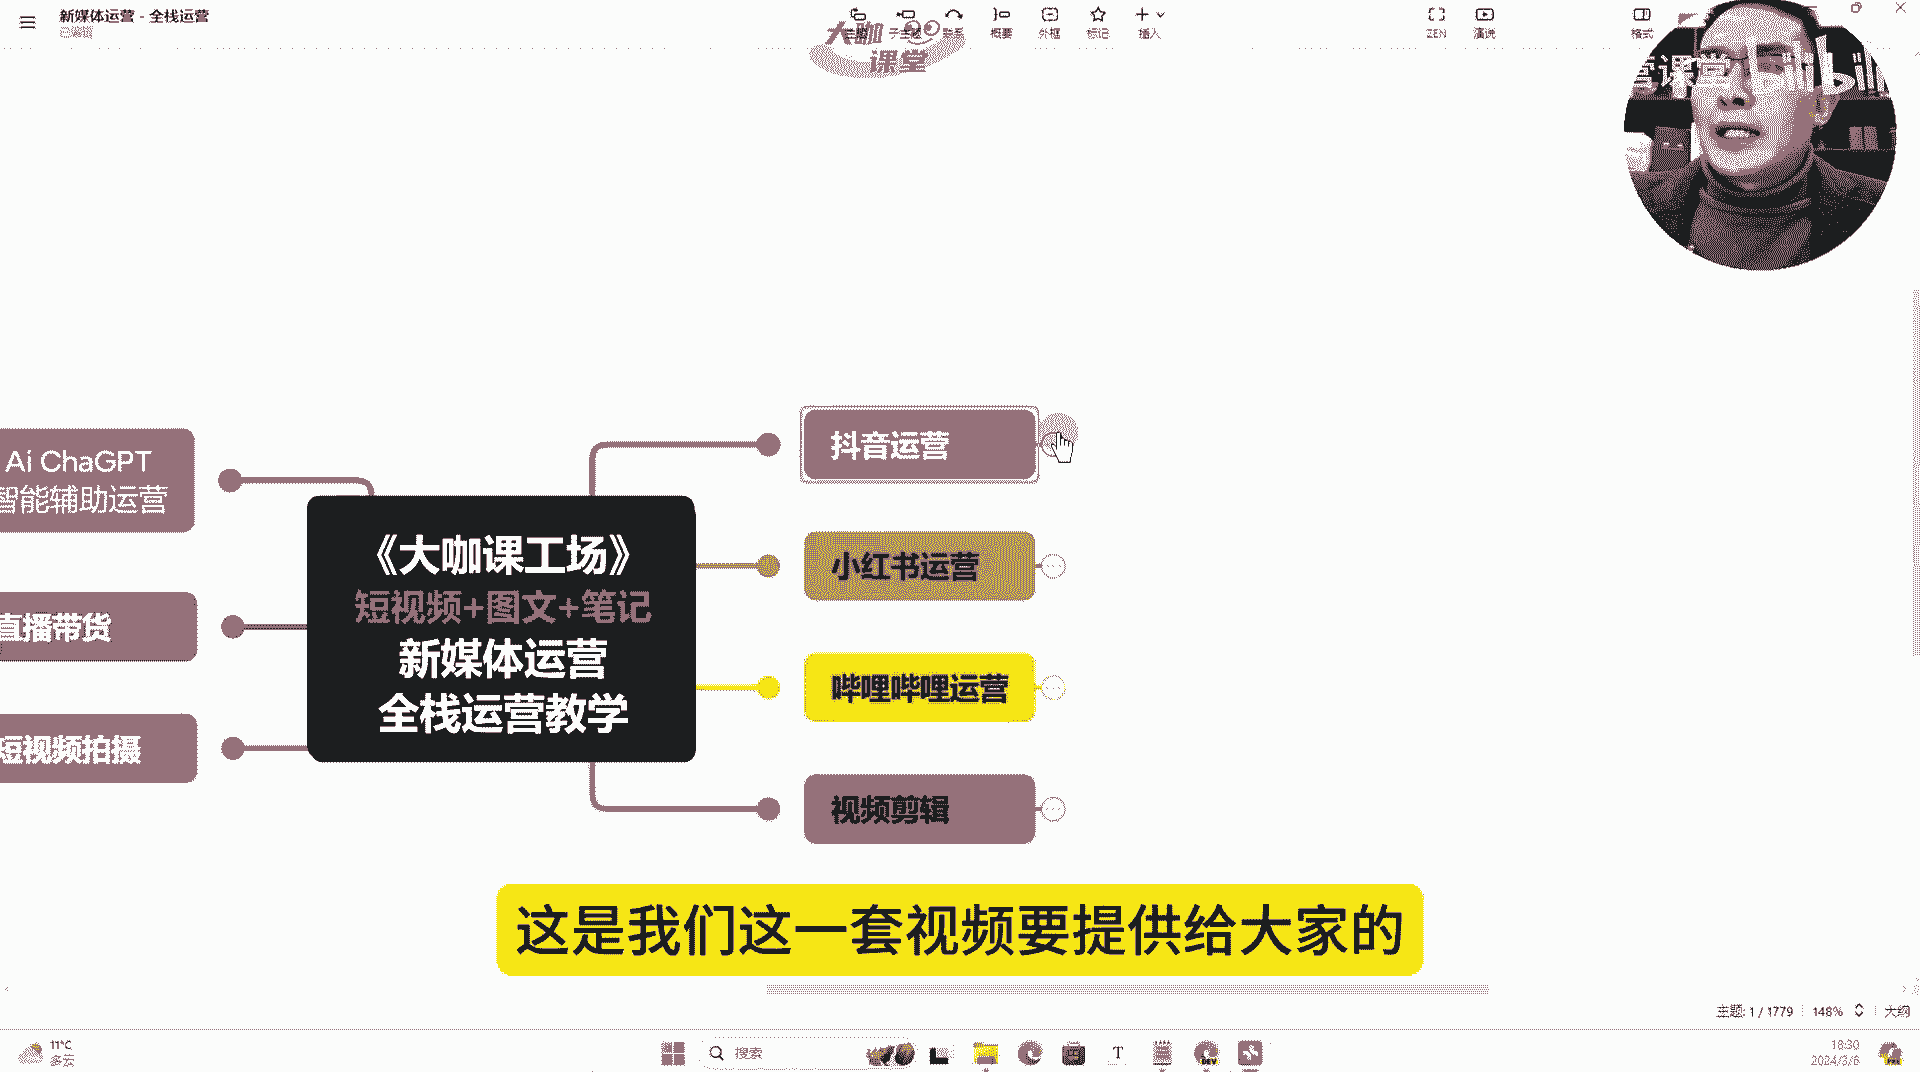 新媒体运营 - 全栈运营
已编辑
大咖
课堂
子主题
联系
概要
外框
标记
插入
ZEN
演说
格式
营课堂 bilibili
Ai ChaGPT
智能辅助运营
直播带货
短视频拍摄
《大咖课工场》
短视频+图文+笔记
新媒体运营
全栈运营教学
抖音运营
小红书运营
哔哩哔哩运营
视频剪辑
这是我们这一套视频要提供给大家的
主题: 1 / 1779
148%
大纲
11°C
多云
搜索
T
DEV
18:30
2024/3/6